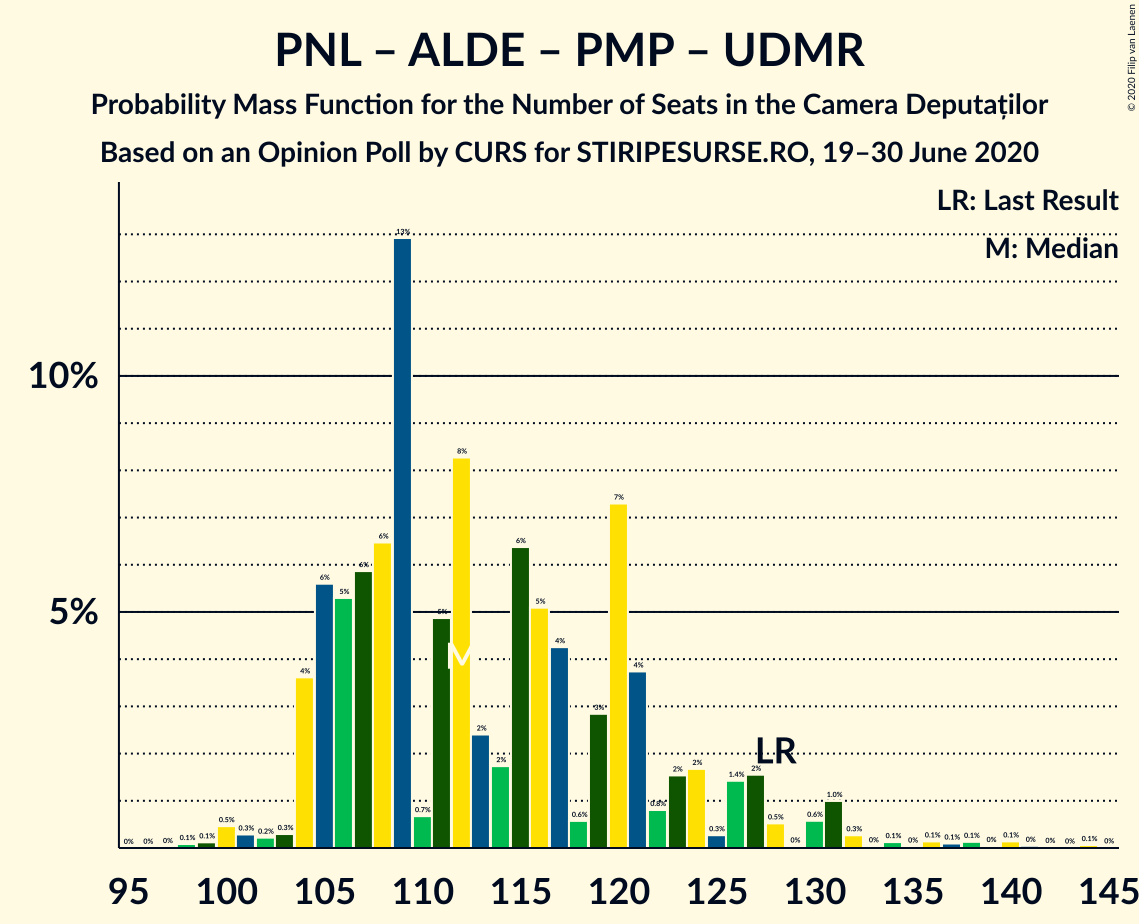 PNL – ALDE – PMP – UDMR
Probability Mass Function for the Number of Seats in the Camera Deputaților
Based on an Opinion Poll by CURS for STIRIPESURSE.RO, 19–30 June 2020
© 2020 Filip van Laenen
LR: Last Result
M: Median
10%
5%
0% 0% 0% 0.1% 0.1% 0.5% 0.3% 0.2% 0.3% 4% 6% 5% 6% 6% 13% 0.7% 5% 8% 2% 2% 6% 5% 4% 0.6% 3% 7% 4% 0.8% 2% 2% 0.3% 1.4% 2% 0.5% 0% 0.6% 1.0% 0.3% 0% 0.1% 0% 0.1% 0.1% 0.1% 0% 0.1% 0% 0% 0% 0.1% 0%
M
LR
95 100 105 110 115 120 125 130 135 140 145